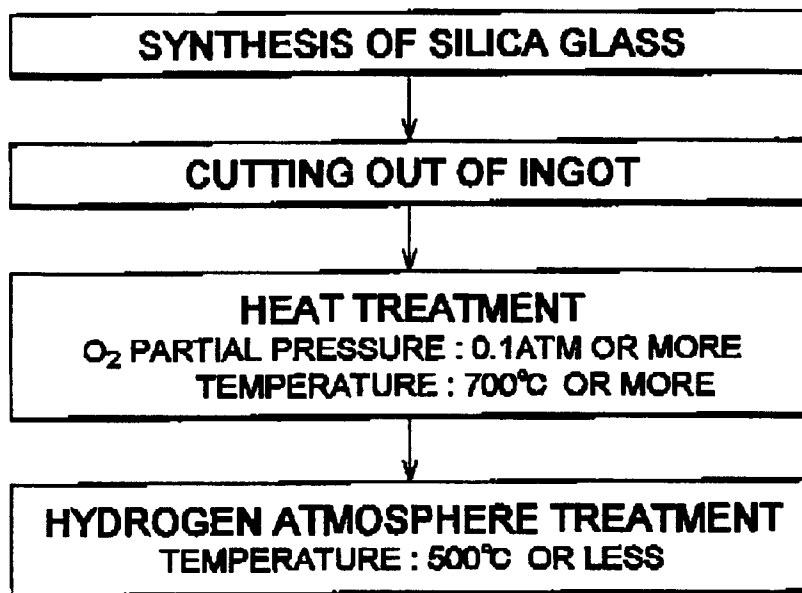 SYNTHESIS OF SILICA GLASS
CUTTING OUT OF INGOT
HEAT TREATMENT
O₂ PARTIAL PRESSURE : 0.1ATM OR MORE
TEMPERATURE : 700°C OR MORE
HYDROGEN ATMOSPHERE TREATMENT
TEMPERATURE : 500°C OR LESS